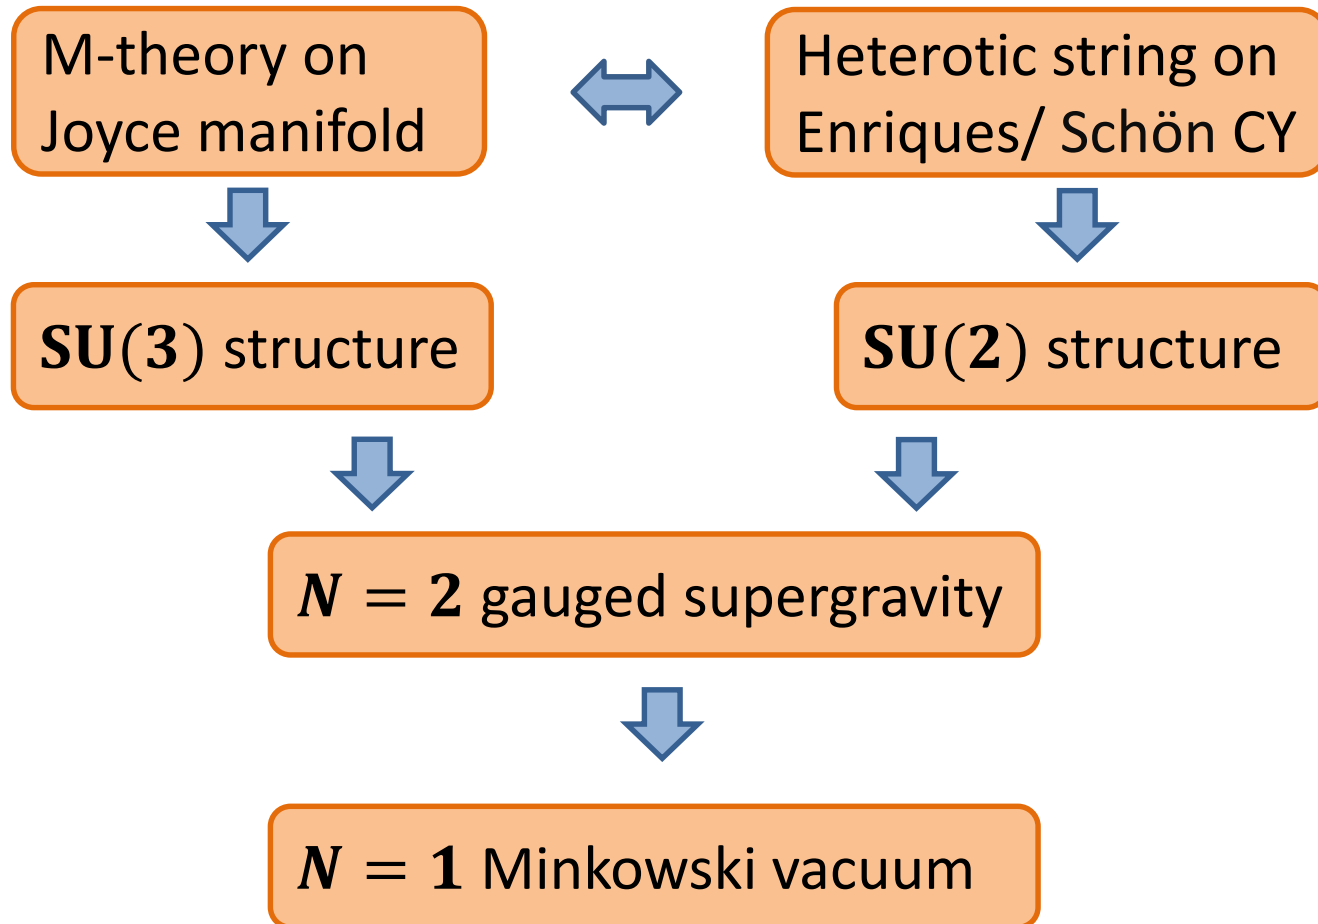 M-theory on
Joyce manifold
Heterotic string on
Enriques/ Schön CY
SU(3) structure
SU(2) structure
N = 2 gauged supergravity
N = 1 Minkowski vacuum